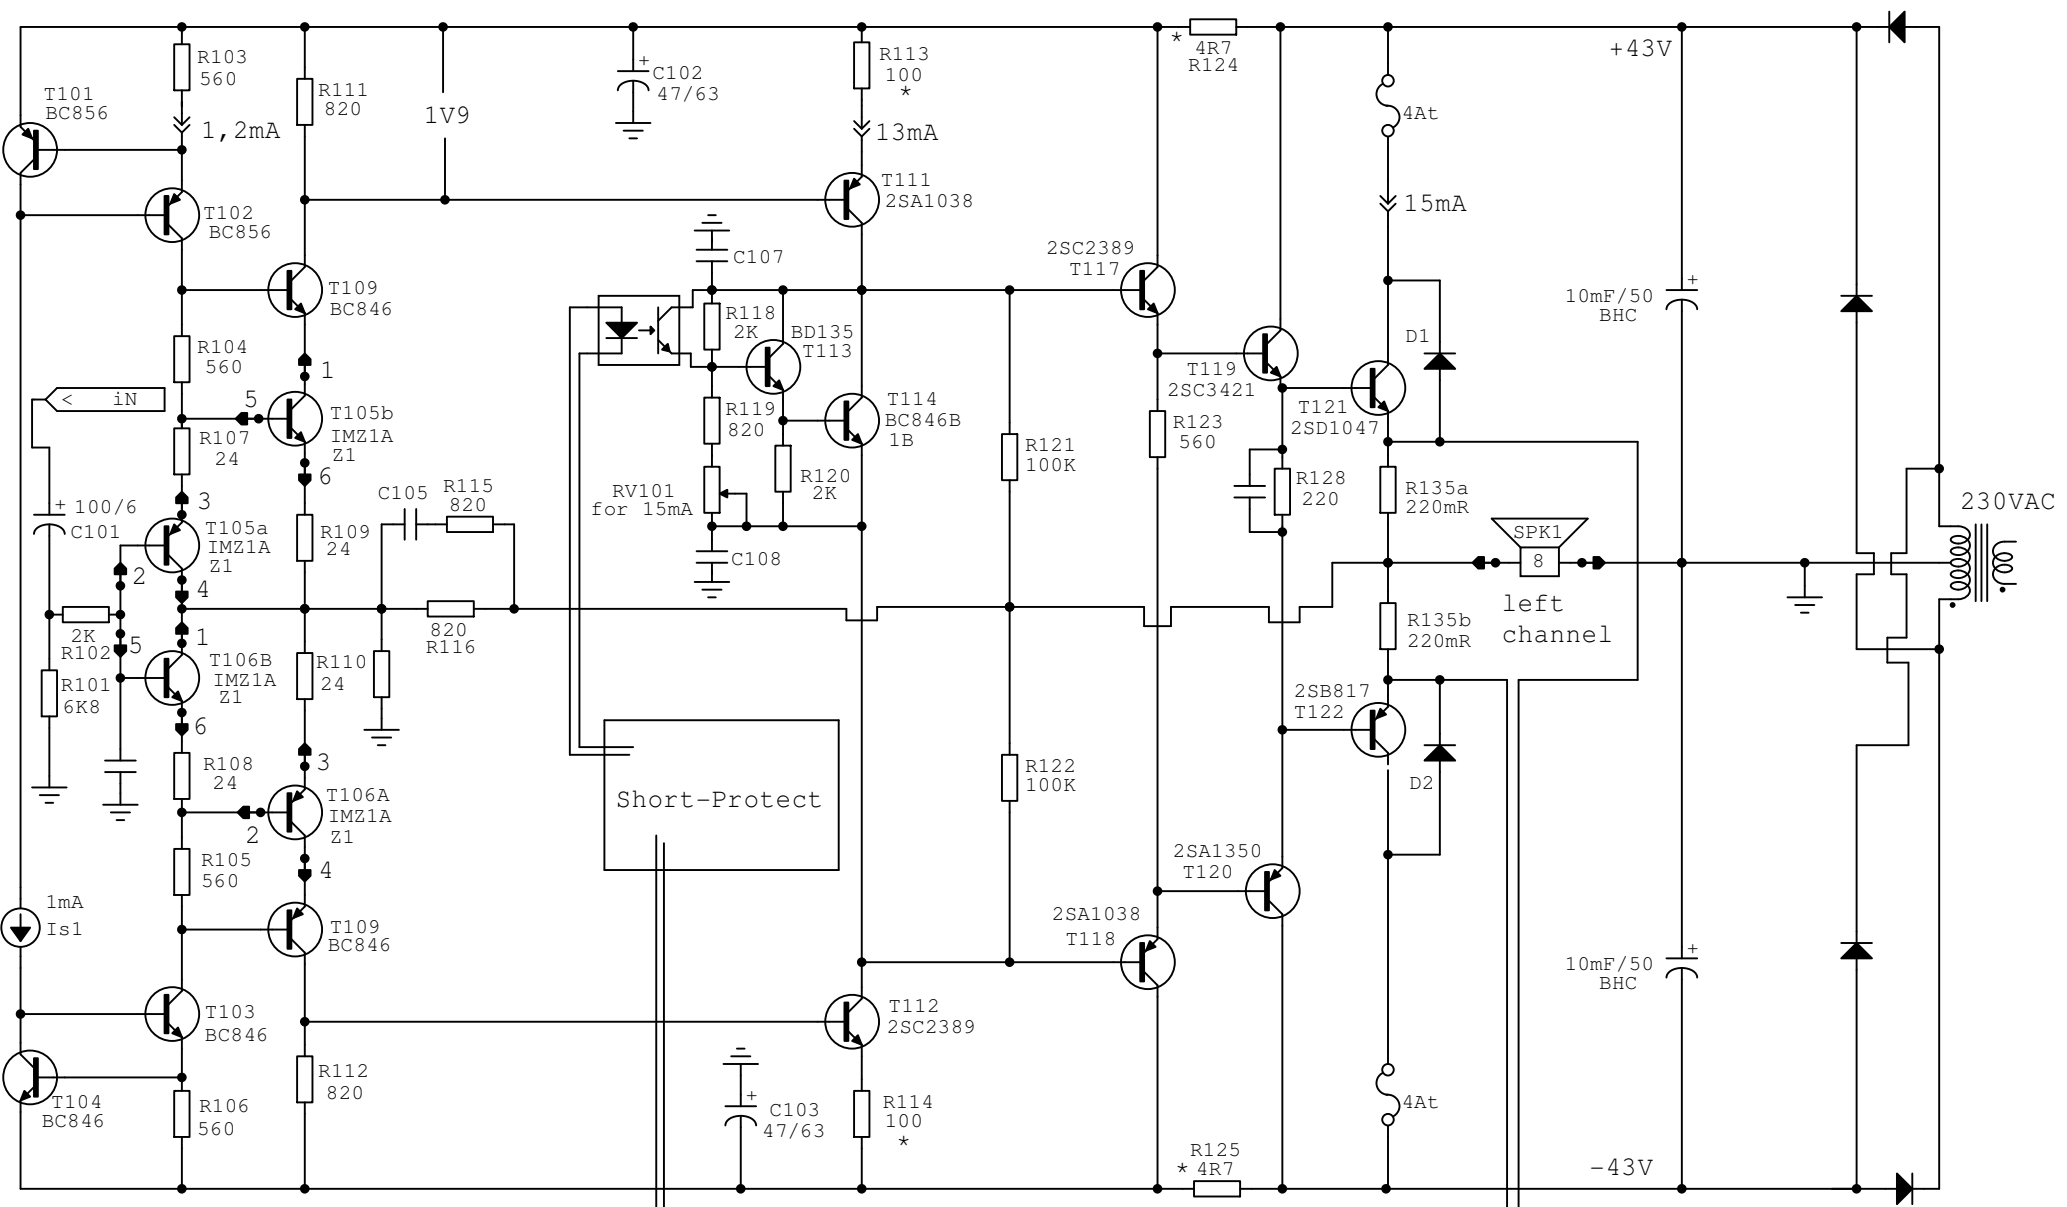 R103
560
T101
BC856
1,2mA
R111
820
1V9
+
C102
47/63
R113
100
*
13mA
*
4R7
R124
+43V
4At
15mA
T102
BC856
T111
2SA1038
C107
2SC2389
T117
T109
BC846
R118
2K
BD135
T113
10mF/50
BHC
+
D1
R104
560
1
< iN
5
T105b
IMZ1A
Z1
R107
24
6
3
R119
820
T114
BC846B
1B
T119
2SC3421
T121
2SD1047
R123
560
R121
100K
+ 100/6
C101
C105
R115
820
RV101
for 15mA
R120
2K
R128
220
R135a
220mR
230VAC
T105a
IMZ1A
Z1
R109
24
2
4
C108
SPK1
8
left
channel
2K
R102
5
1
820
R116
R135b
220mR
T106B
IMZ1A
Z1
R110
24
R101
6K8
6
2SB817
T122
R108
24
3
T106A
IMZ1A
Z1
2
Short-Protect
R122
100K
D2
R105
560
4
2SA1350
T120
1mA
Is1
T109
BC846
2SA1038
T118
10mF/50
BHC
+
T103
BC846
T112
2SC2389
R112
820
T104
BC846
R106
560
+
C103
47/63
R114
100
*
4At
R125
* 4R7
-43V